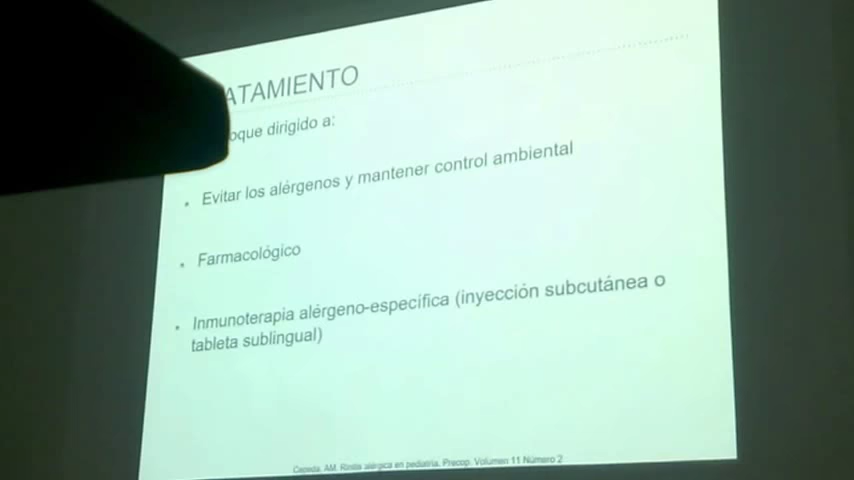 ATAMIENTO
oque dirigido a:
• Evitar los alérgenos y mantener control ambiental
• Farmacológico
• Inmunoterapia alérgeno-específica (inyección subcutánea o
tableta sublingual)
Cepeda. AM. Rinitis alérgica en pediatría. Precop. Volumen 11 Número 2